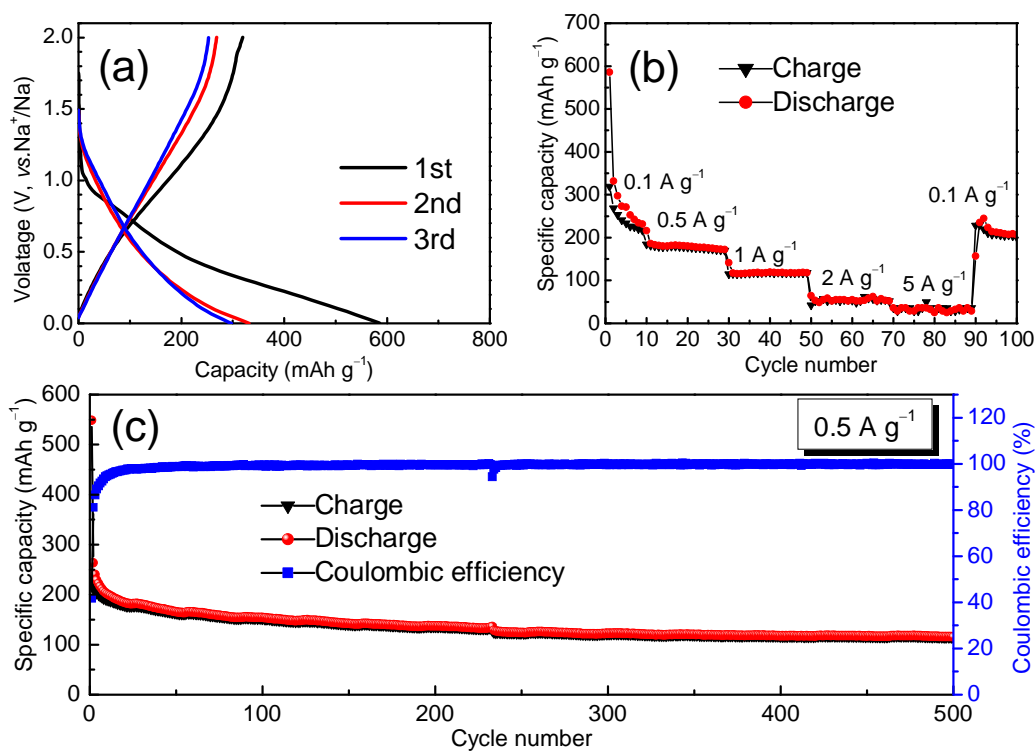 (a)
Volatage (V, vs.Na⁺/Na)
2.0
1.5
1.0
0.5
0.0
1st
2nd
3rd
0 200 400 600 800
Capacity (mAh g⁻¹)
(b)
Specific capacity (mAh g⁻¹)
700
600
500
400
300
200
100
0
Charge
Discharge
0.1 A g⁻¹
0.5 A g⁻¹
1 A g⁻¹
2 A g⁻¹
5 A g⁻¹
0.1 A g⁻¹
0 10 20 30 40 50 60 70 80 90 100
Cycle number
(c)
Specific capacity (mAh g⁻¹)
600
500
400
300
200
100
0
0.5 A g⁻¹
Charge
Discharge
Coulombic efficiency
120
100
80
60
40
20
0
Coulombic efficiency (%)
0 100 200 300 400 500
Cycle number